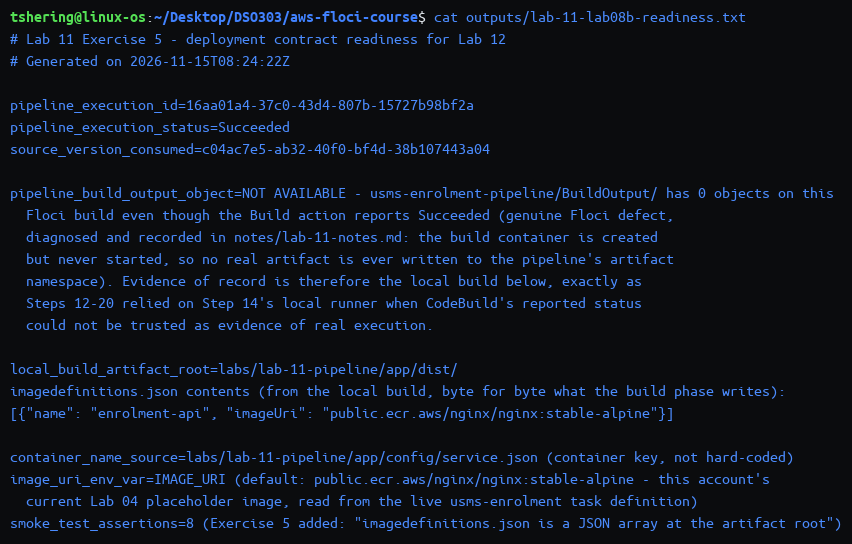 tshering@linux-os:~/Desktop/DSO303/aws-floci-course$ cat outputs/lab-11-lab08b-readiness.txt
# Lab 11 Exercise 5 - deployment contract readiness for Lab 12
# Generated on 2026-11-15T08:24:22Z

pipeline_execution_id=16aa01a4-37c0-43d4-807b-15727b98bf2a
pipeline_execution_status=Succeeded
source_version_consumed=c04ac7e5-ab32-40f0-bf4d-38b107443a04

pipeline_build_output_object=NOT AVAILABLE - usms-enrolment-pipeline/BuildOutput/ has 0 objects on this
  Floci build even though the Build action reports Succeeded (genuine Floci defect,
  diagnosed and recorded in notes/lab-11-notes.md: the build container is created
  but never started, so no real artifact is ever written to the pipeline's artifact
  namespace). Evidence of record is therefore the local build below, exactly as
  Steps 12-20 relied on Step 14's local runner when CodeBuild's reported status
  could not be trusted as evidence of real execution.

local_build_artifact_root=labs/lab-11-pipeline/app/dist/
imagedefinitions.json contents (from the local build, byte for byte what the build phase writes):
[{"name": "enrolment-api", "imageUri": "public.ecr.aws/nginx/nginx:stable-alpine"}]

container_name_source=labs/lab-11-pipeline/app/config/service.json (container key, not hard-coded)
image_uri_env_var=IMAGE_URI (default: public.ecr.aws/nginx/nginx:stable-alpine - this account's
  current Lab 04 placeholder image, read from the live usms-enrolment task definition)
smoke_test_assertions=8 (Exercise 5 added: "imagedefinitions.json is a JSON array at the artifact root")